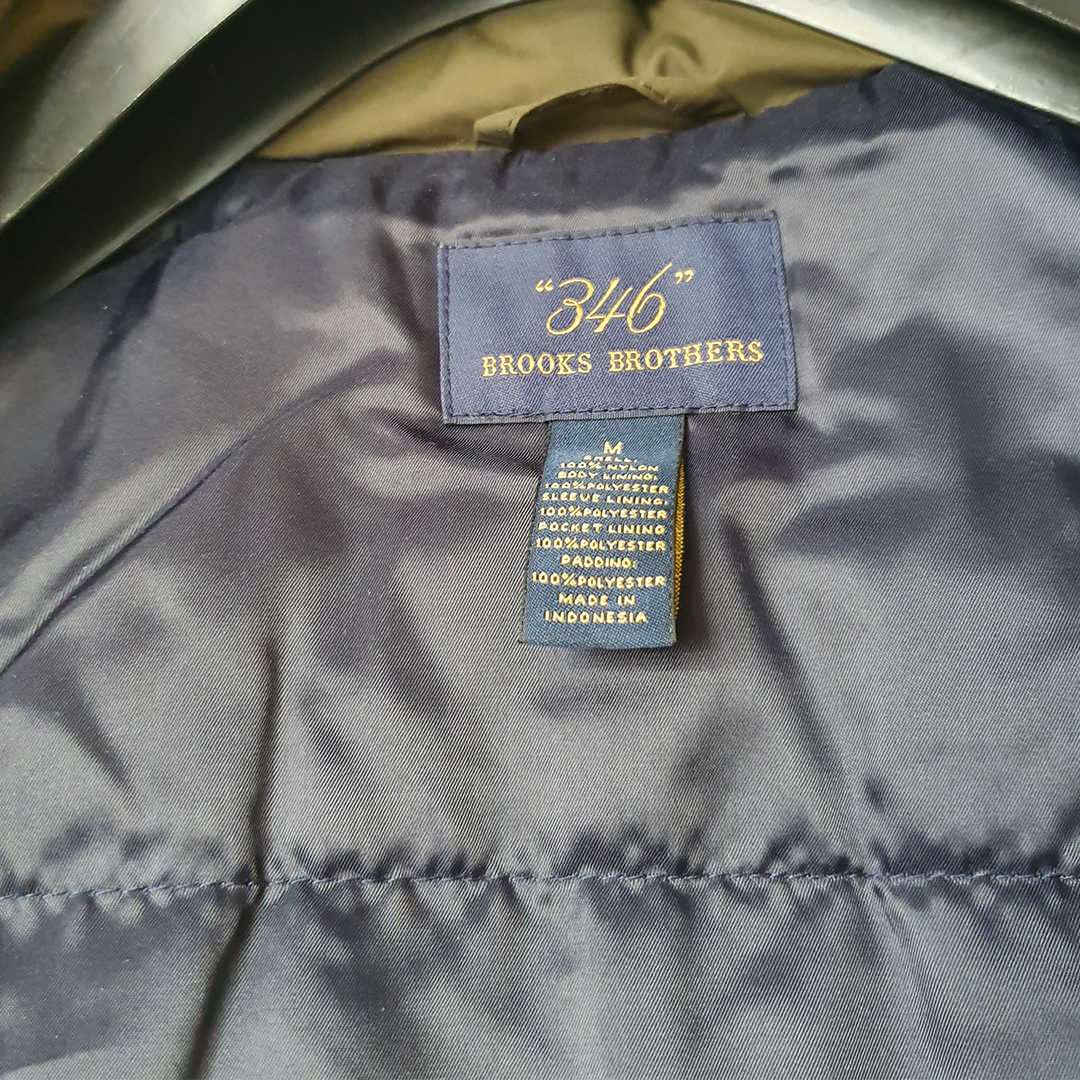 “346”
BROOKS BROTHERS
M
SHELL:
100% NYLON
BODY LINING:
100%POLYESTER
SLEEVE LINING:
100%POLYESTER
POCKET LINING
100%POLYESTER
PADDING:
100%POLYESTER
MADE IN
INDONESIA